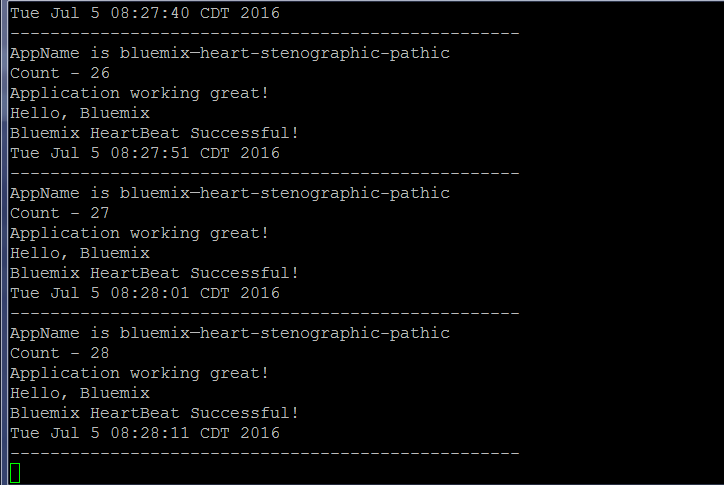 Tue Jul 5 08:27:40 CDT 2016
---------------------------------------------------
AppName is bluemix—heart-stenographic-pathic
Count - 26
Application working great!
Hello, Bluemix
Bluemix HeartBeat Successful!
Tue Jul 5 08:27:51 CDT 2016
---------------------------------------------------
AppName is bluemix—heart-stenographic-pathic
Count - 27
Application working great!
Hello, Bluemix
Bluemix HeartBeat Successful!
Tue Jul 5 08:28:01 CDT 2016
---------------------------------------------------
AppName is bluemix—heart-stenographic-pathic
Count - 28
Application working great!
Hello, Bluemix
Bluemix HeartBeat Successful!
Tue Jul 5 08:28:11 CDT 2016
---------------------------------------------------